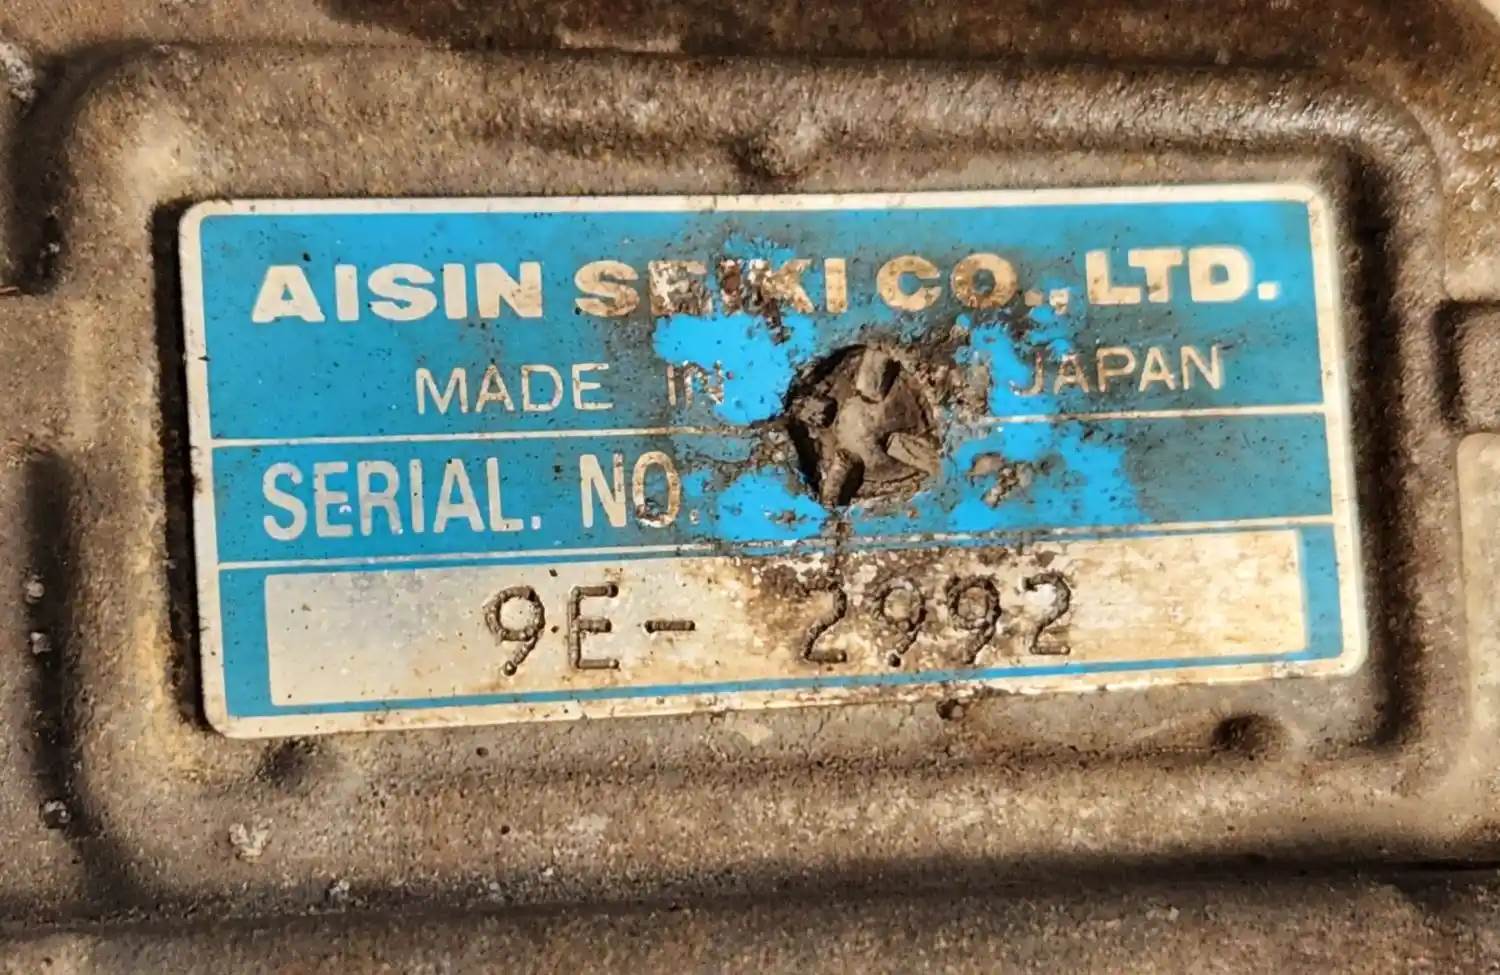 AISIN SEIKI CO., LTD.
MADE IN JAPAN
SERIAL. NO.
9E- 2992